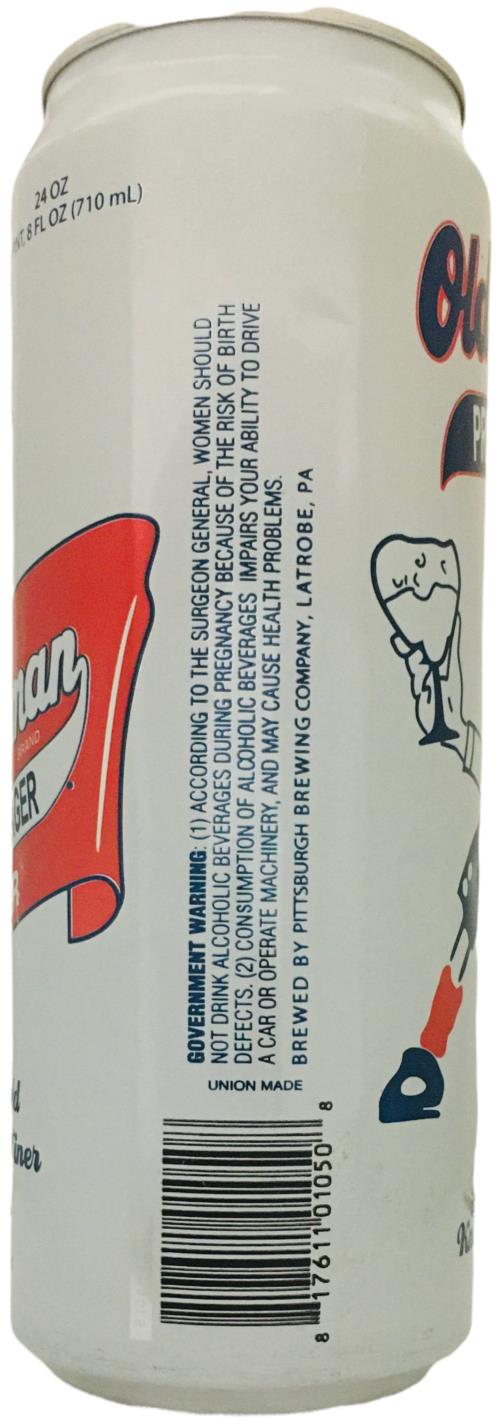 24 OZ
8 FL OZ (710 mL)
BRAND
GOVERNMENT WARNING: (1) ACCORDING TO THE SURGEON GENERAL, WOMEN SHOULD
NOT DRINK ALCOHOLIC BEVERAGES DURING PREGNANCY BECAUSE OF THE RISK OF BIRTH
DEFECTS. (2) CONSUMPTION OF ALCOHOLIC BEVERAGES IMPAIRS YOUR ABILITY TO DRIVE
A CAR OR OPERATE MACHINERY, AND MAY CAUSE HEALTH PROBLEMS.
BREWED BY PITTSBURGH BREWING COMPANY, LATROBE, PA
UNION MADE
8 17611 01050 8